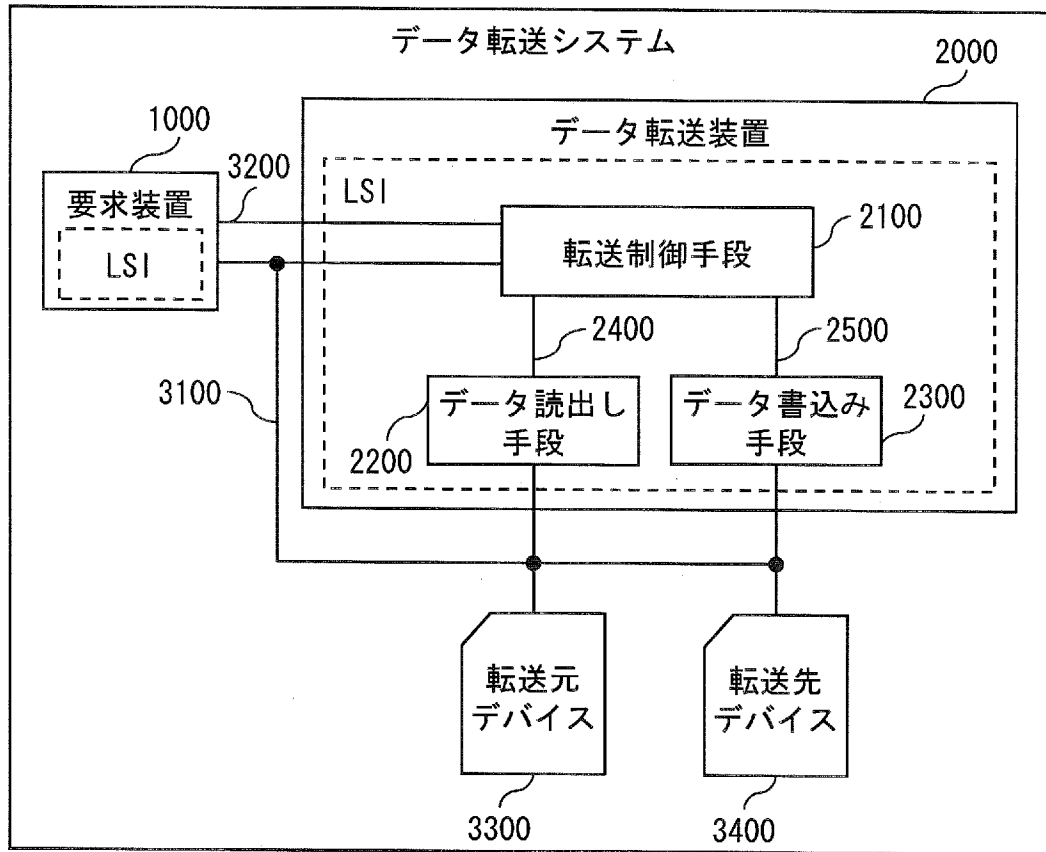 データ転送システム
2000
1000
データ転送装置
3200
要求装置
LSI
LSI
2100
転送制御手段
2400
2500
3100
データ読出し
手段
データ書込み
手段
2300
2200
転送元
デバイス
転送先
デバイス
3300
3400